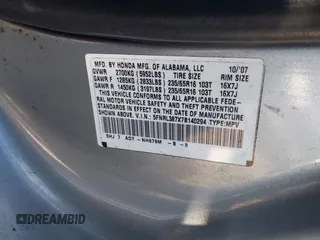 MFD. BY HONDA MFG. OF ALABAMA, LLC 10/'07
GVWR 2700KG (5952LBS) TIRE SIZE RIM SIZE
GAWR F 1285KG (2833LBS) 235/65R16 103T 16X7J
GAWR R 1450KG (3197LBS) 235/65R16 103T 16X7J
THIS VEHICLE CONFORMS TO ALL APPLICABLE FEDE-
RAL MOTOR VEHICLE SAFETY, BUMPER, AND THEFT
PREVENTION STANDARDS IN EFFECT ON THE DATE OF
MANUFACTURE SHOWN ABOVE.
V.I.N: 5FNRL387X7B140294 TYPE:MPV
DREAMBID